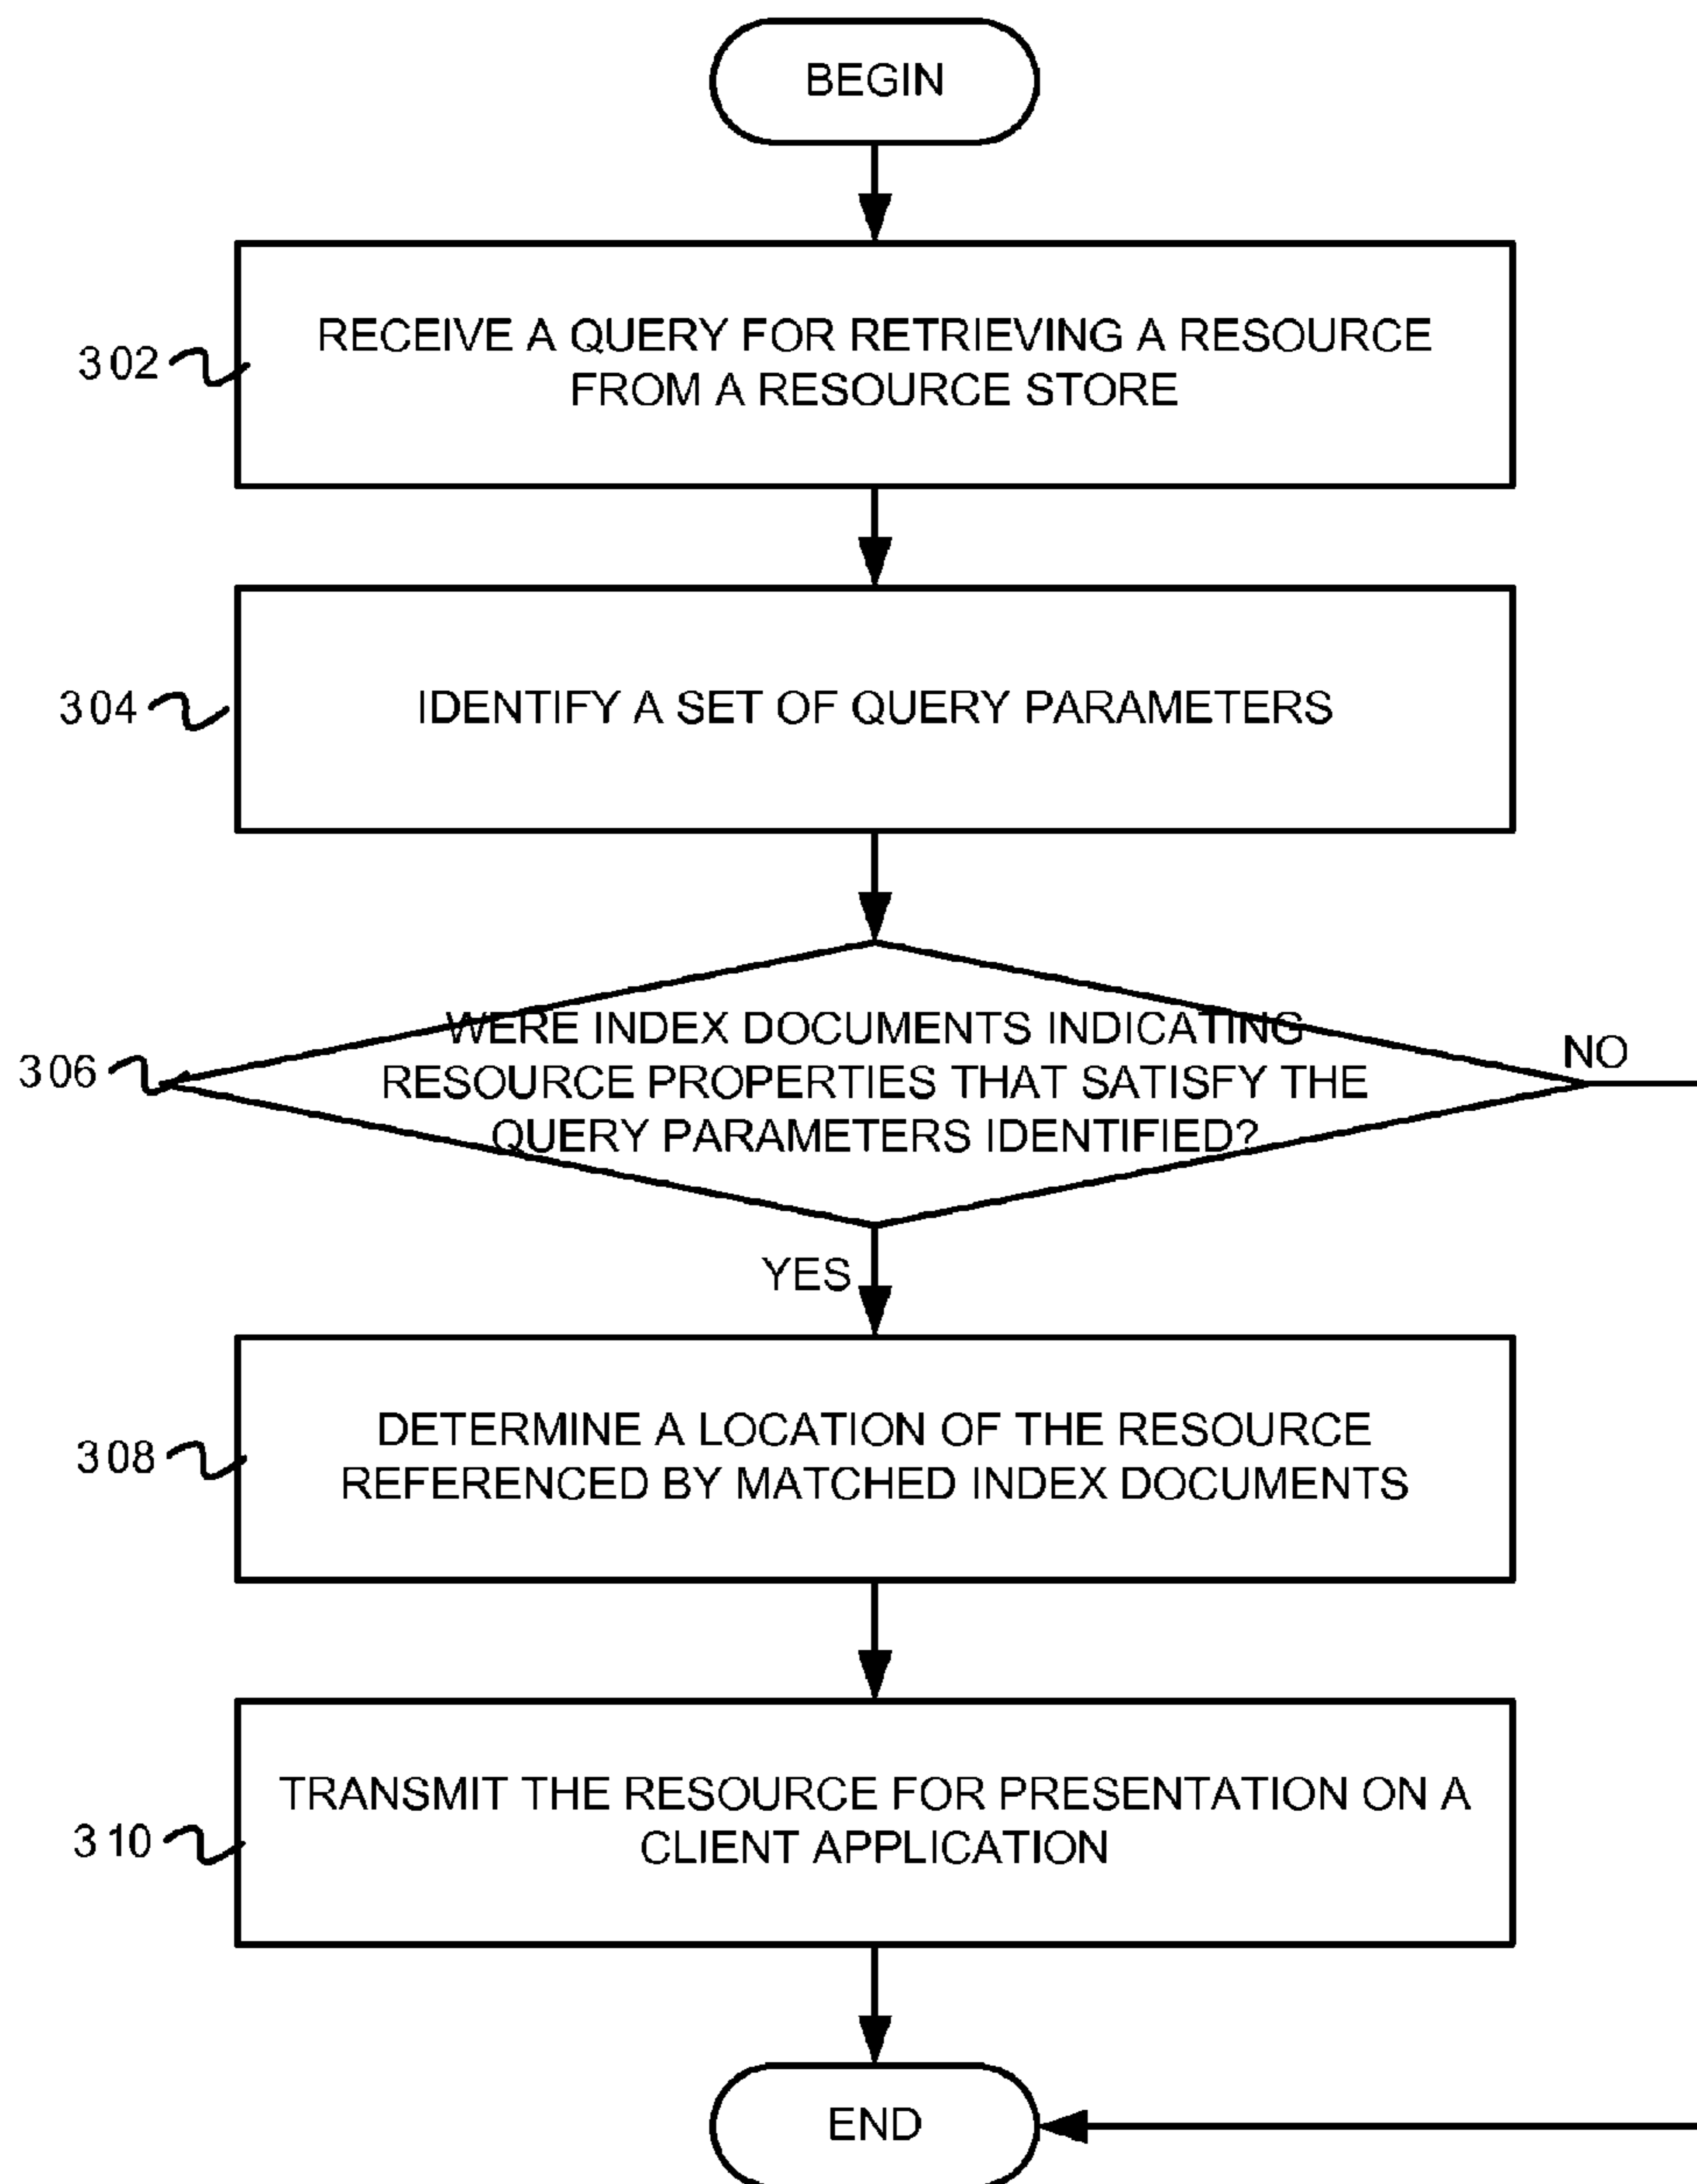 BEGIN
302
RECEIVE A QUERY FOR RETRIEVING A RESOURCE
FROM A RESOURCE STORE
304
IDENTIFY A SET OF QUERY PARAMETERS
306
WERE INDEX DOCUMENTS INDICATING
RESOURCE PROPERTIES THAT SATISFY THE
QUERY PARAMETERS IDENTIFIED?
NO
YES
308
DETERMINE A LOCATION OF THE RESOURCE
REFERENCED BY MATCHED INDEX DOCUMENTS
310
TRANSMIT THE RESOURCE FOR PRESENTATION ON A
CLIENT APPLICATION
END